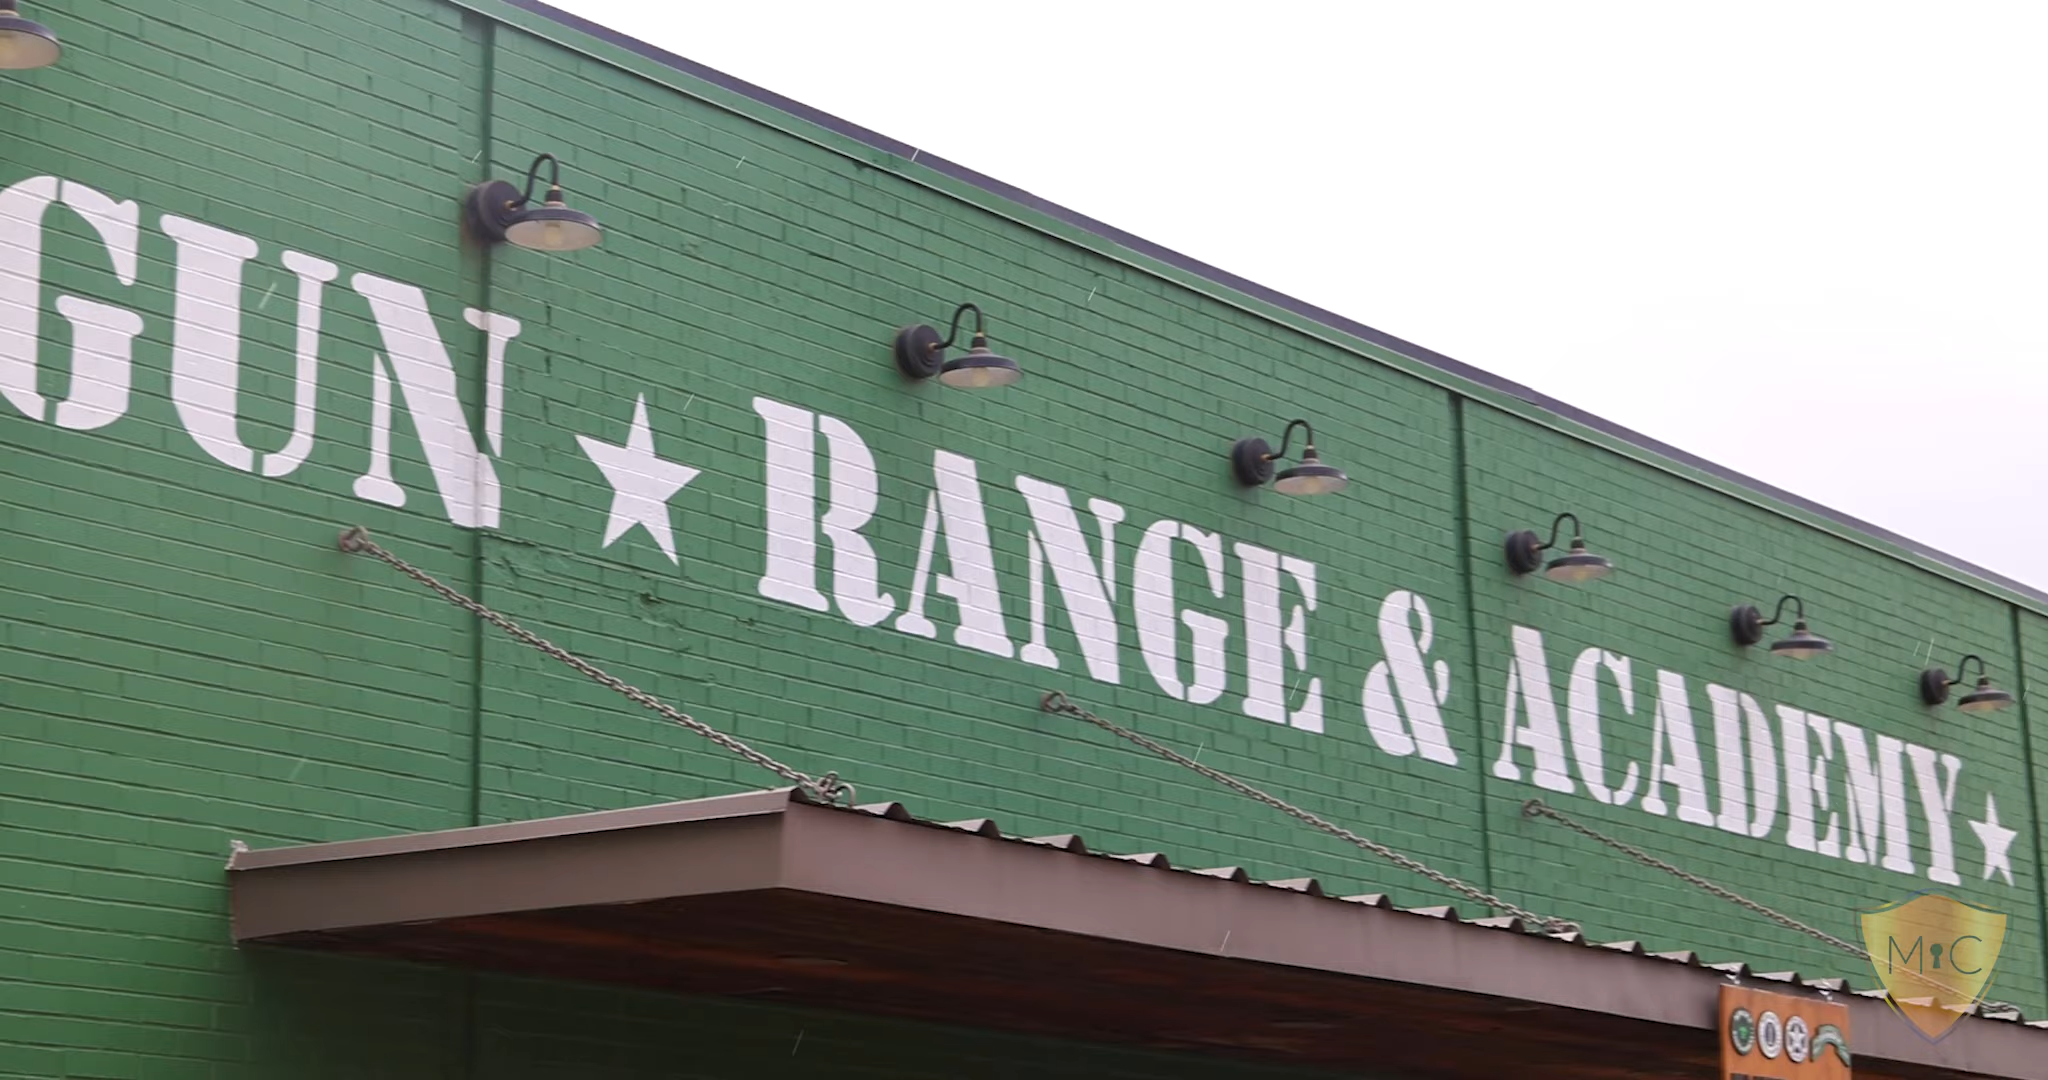 GUN ★ RANGE & ACADEMY ★
M C